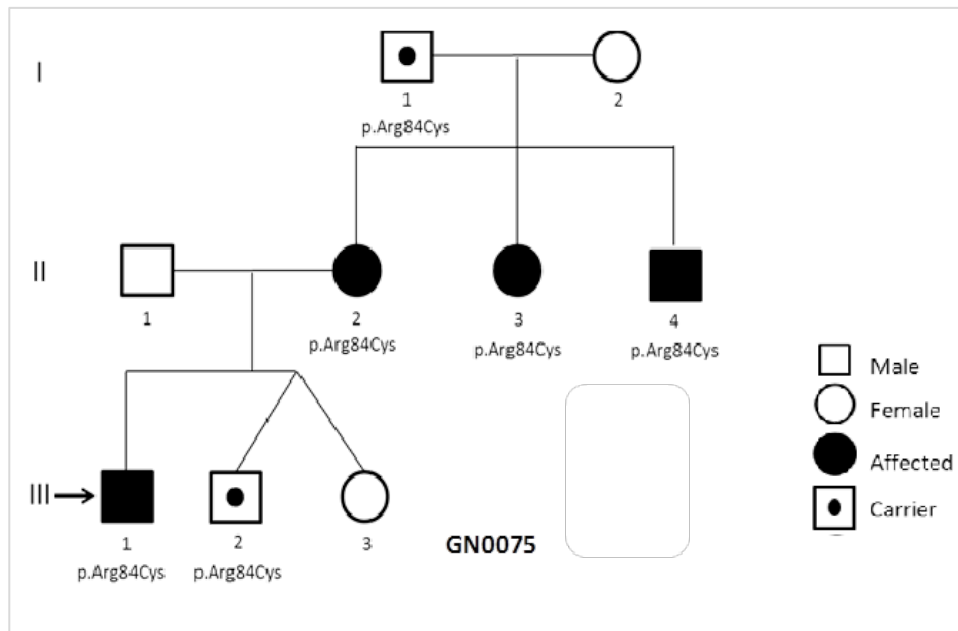 I
1
2
p.Arg84Cys
II
1
2
3
4
p.Arg84Cys
p.Arg84Cys
p.Arg84Cys
Male
Female
Affected
Carrier
III
1
2
3
p.Arg84Cys
p.Arg84Cys
GN0075